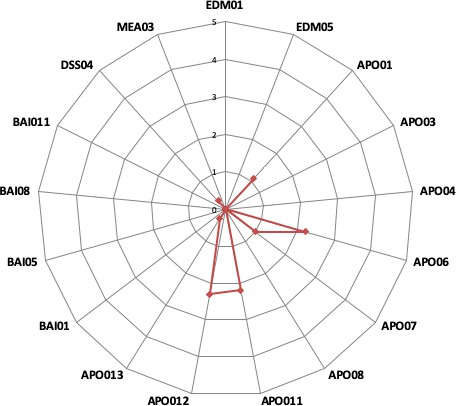 EDM01
MEA03
EDM05
DSS04
APO01
BAI011
APO03
BAI08
APO04
BAI05
APO06
BAI01
APO07
APO013
APO08
APO012
APO011
5
4
3
2
1
0